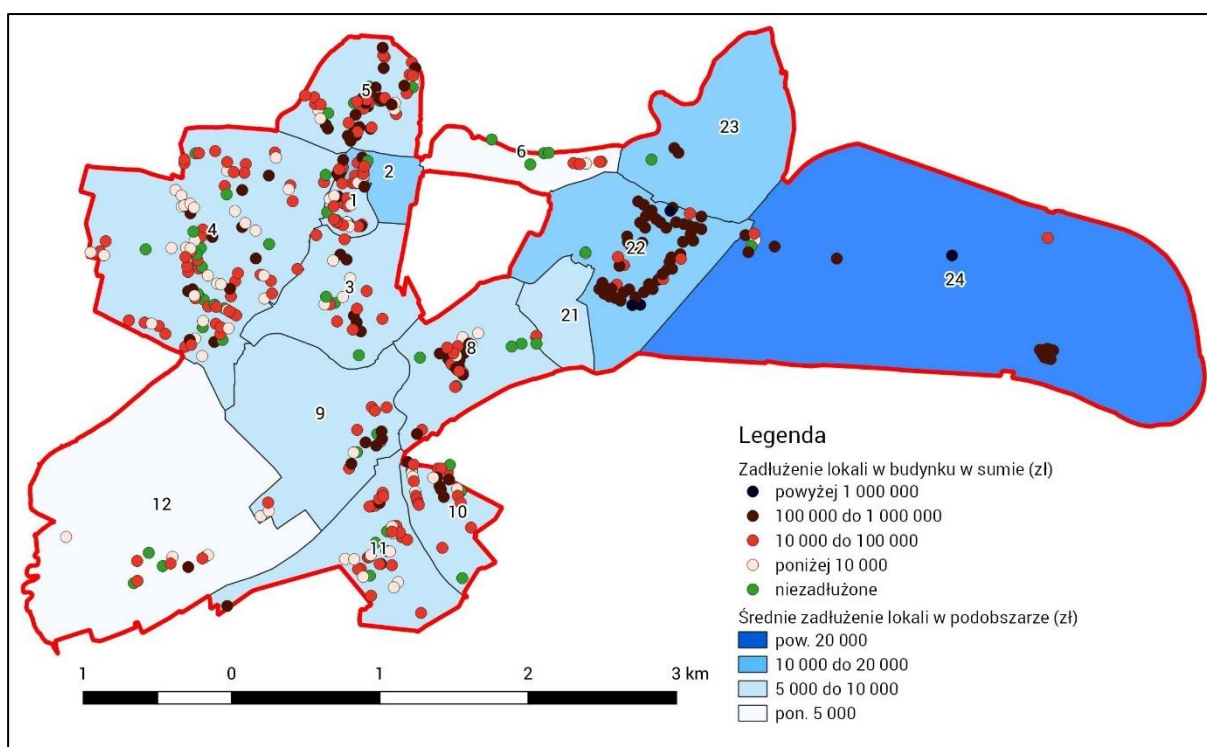 5
2
6
23
1
4
22
24
3
21
8
9
12
10
11
Legenda
Zadłużenie lokali w budynku w sumie (zł)
powyżej 1 000 000
100 000 do 1 000 000
10 000 do 100 000
poniżej 10 000
niezadłużone
Średnie zadłużenie lokali w podobszarze (zł)
pow. 20 000
10 000 do 20 000
5 000 do 10 000
pon. 5 000
1 0 1 2 3 km